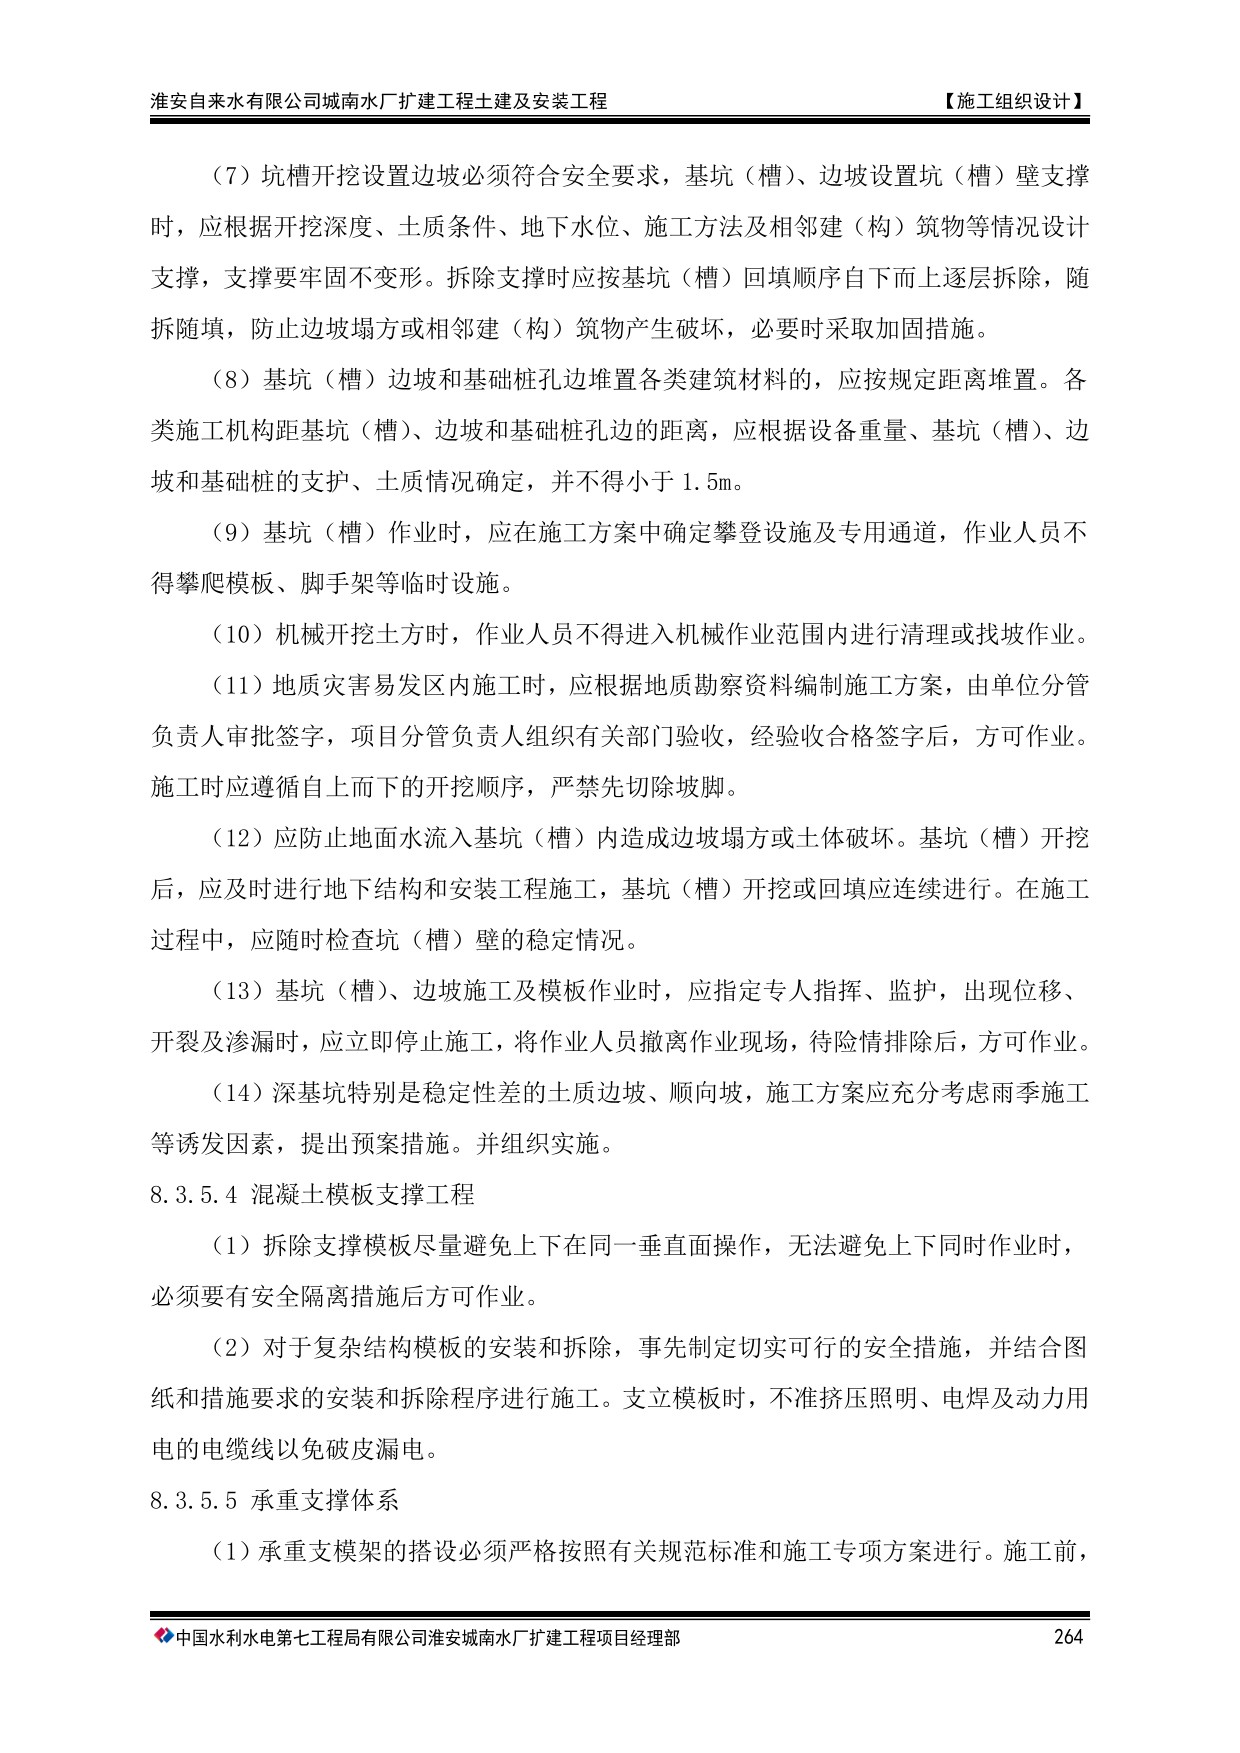 淮安自来水有限公司城南水厂扩建工程土建及安装工程 【施工组织设计】
（7）坑槽开挖设置边坡必须符合安全要求，基坑（槽）、边坡设置坑（槽）壁支撑
时，应根据开挖深度、土质条件、地下水位、施工方法及相邻建（构）筑物等情况设计
支撑，支撑要牢固不变形。拆除支撑时应按基坑（槽）回填顺序自下而上逐层拆除，随
拆随填，防止边坡塌方或相邻建（构）筑物产生破坏，必要时采取加固措施。
（8）基坑（槽）边坡和基础桩孔边堆置各类建筑材料的，应按规定距离堆置。各
类施工机构距基坑（槽）、边坡和基础桩孔边的距离，应根据设备重量、基坑（槽）、边
坡和基础桩的支护、土质情况确定，并不得小于 1.5m。
（9）基坑（槽）作业时，应在施工方案中确定攀登设施及专用通道，作业人员不
得攀爬模板、脚手架等临时设施。
（10）机械开挖土方时，作业人员不得进入机械作业范围内进行清理或找坡作业。
（11）地质灾害易发区内施工时，应根据地质勘察资料编制施工方案，由单位分管
负责人审批签字，项目分管负责人组织有关部门验收，经验收合格签字后，方可作业。
施工时应遵循自上而下的开挖顺序，严禁先切除坡脚。
（12）应防止地面水流入基坑（槽）内造成边坡塌方或土体破坏。基坑（槽）开挖
后，应及时进行地下结构和安装工程施工，基坑（槽）开挖或回填应连续进行。在施工
过程中，应随时检查坑（槽）壁的稳定情况。
（13）基坑（槽）、边坡施工及模板作业时，应指定专人指挥、监护，出现位移、
开裂及渗漏时，应立即停止施工，将作业人员撤离作业现场，待险情排除后，方可作业。
（14）深基坑特别是稳定性差的土质边坡、顺向坡，施工方案应充分考虑雨季施工
等诱发因素，提出预案措施。并组织实施。
8.3.5.4 混凝土模板支撑工程
（1）拆除支撑模板尽量避免上下在同一垂直面操作，无法避免上下同时作业时，
必须要有安全隔离措施后方可作业。
（2）对于复杂结构模板的安装和拆除，事先制定切实可行的安全措施，并结合图
纸和措施要求的安装和拆除程序进行施工。支立模板时，不准挤压照明、电焊及动力用
电的电缆线以免破皮漏电。
8.3.5.5 承重支撑体系
（1）承重支模架的搭设必须严格按照有关规范标准和施工专项方案进行。施工前，
中国水利水电第七工程局有限公司淮安城南水厂扩建工程项目经理部 264